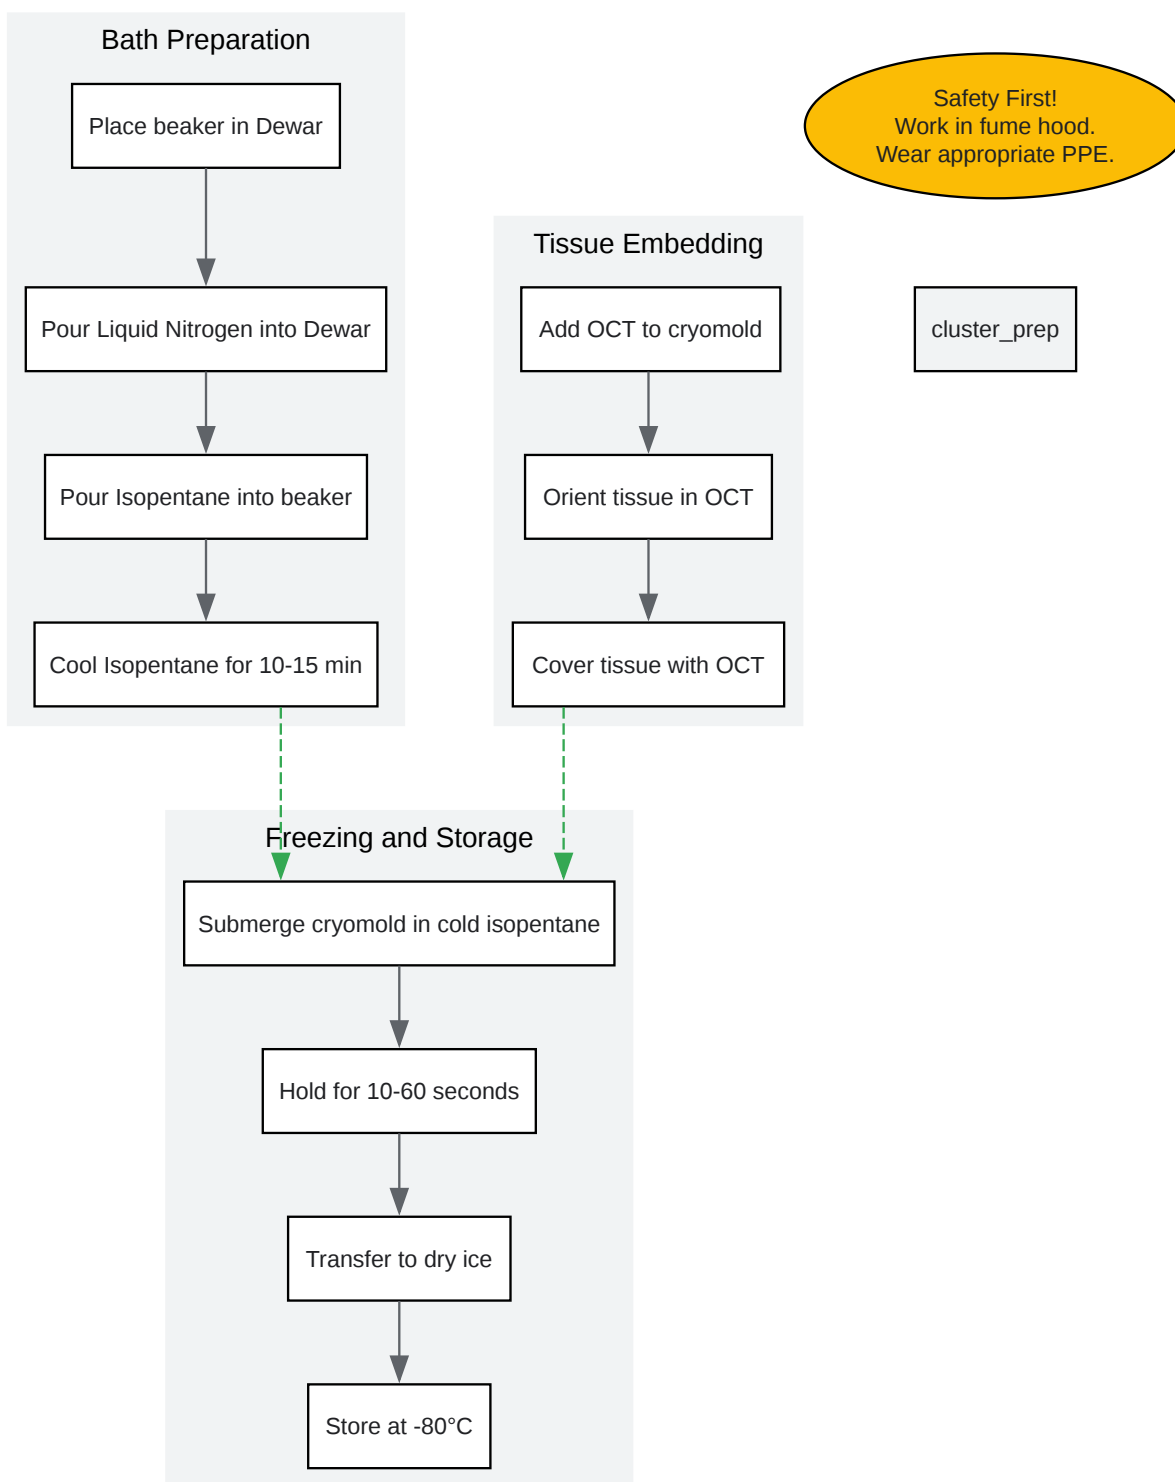 Bath Preparation
Place beaker in Dewar
Pour Liquid Nitrogen into Dewar
Pour Isopentane into beaker
Cool Isopentane for 10-15 min
Safety First!
Work in fume hood.
Wear appropriate PPE.
Tissue Embedding
Add OCT to cryomold
Orient tissue in OCT
Cover tissue with OCT
cluster_prep
Freezing and Storage
Submerge cryomold in cold isopentane
Hold for 10-60 seconds
Transfer to dry ice
Store at -80°C